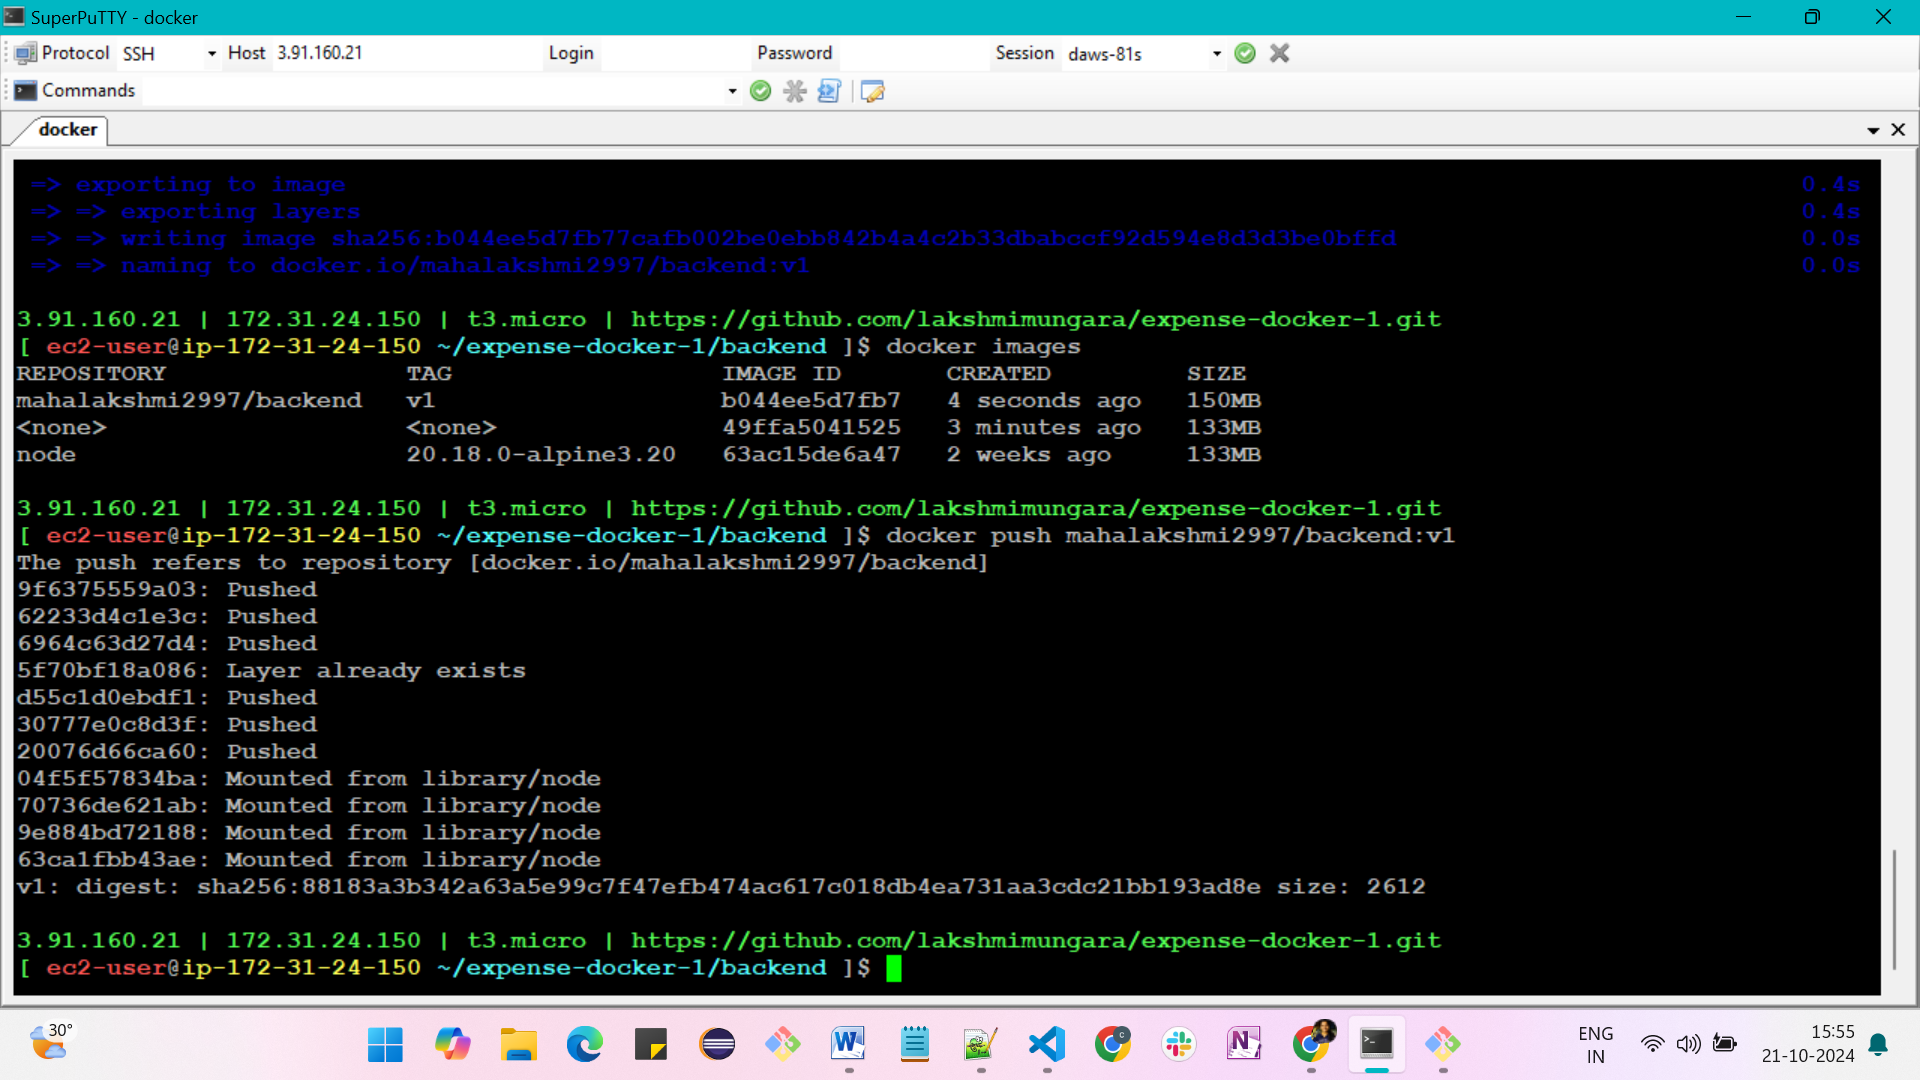 SuperPuTTY - docker
Protocol SSH Host 3.91.160.21 Login Password Session daws-81s
Commands
docker
=> exporting to image 0.4s
=> => exporting layers 0.4s
=> => writing image sha256:b044ee5d7fb77cafb002be0ebb842b4a4c2b33dbabccf92d594e8d3d3be0bffd 0.0s
=> => naming to docker.io/mahalakshmi2997/backend:v1 0.0s
3.91.160.21 | 172.31.24.150 | t3.micro | https://github.com/lakshmimungara/expense-docker-1.git
[ ec2-user@ip-172-31-24-150 ~/expense-docker-1/backend ]$ docker images
REPOSITORY TAG IMAGE ID CREATED SIZE
mahalakshmi2997/backend v1 b044ee5d7fb7 4 seconds ago 150MB
<none> <none> 49ffa5041525 3 minutes ago 133MB
node 20.18.0-alpine3.20 63ac15de6a47 2 weeks ago 133MB
3.91.160.21 | 172.31.24.150 | t3.micro | https://github.com/lakshmimungara/expense-docker-1.git
[ ec2-user@ip-172-31-24-150 ~/expense-docker-1/backend ]$ docker push mahalakshmi2997/backend:v1
The push refers to repository [docker.io/mahalakshmi2997/backend]
9f6375559a03: Pushed
62233d4c1e3c: Pushed
6964c63d27d4: Pushed
5f70bf18a086: Layer already exists
d55c1d0ebdf1: Pushed
30777e0c8d3f: Pushed
20076d66ca60: Pushed
04f5f57834ba: Mounted from library/node
70736de621ab: Mounted from library/node
9e884bd72188: Mounted from library/node
63ca1fbb43ae: Mounted from library/node
v1: digest: sha256:88183a3b342a63a5e99c7f47efb474ac617c018db4ea731aa3cdc21bb193ad8e size: 2612
3.91.160.21 | 172.31.24.150 | t3.micro | https://github.com/lakshmimungara/expense-docker-1.git
[ ec2-user@ip-172-31-24-150 ~/expense-docker-1/backend ]$
30°
ENG
IN
15:55
21-10-2024